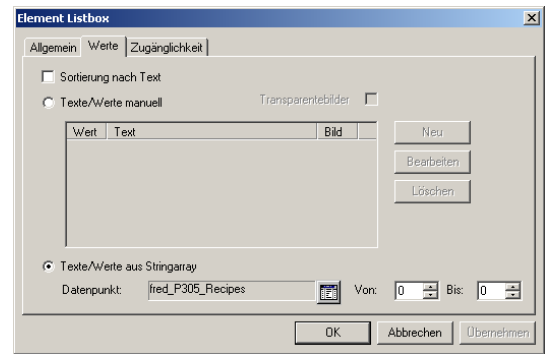 Element Listbox
Allgemein Werte Zugänglichkeit
Sortierung nach Text
Texte/Werte manuell Transparentebilder
Wert Text Bild
Neu
Bearbeiten
Löschen
Texte/Werte aus Stringarray
Datenpunkt: fred_P305_Recipes Von: 0 Bis: 0
OK Abbrechen Übernehmen